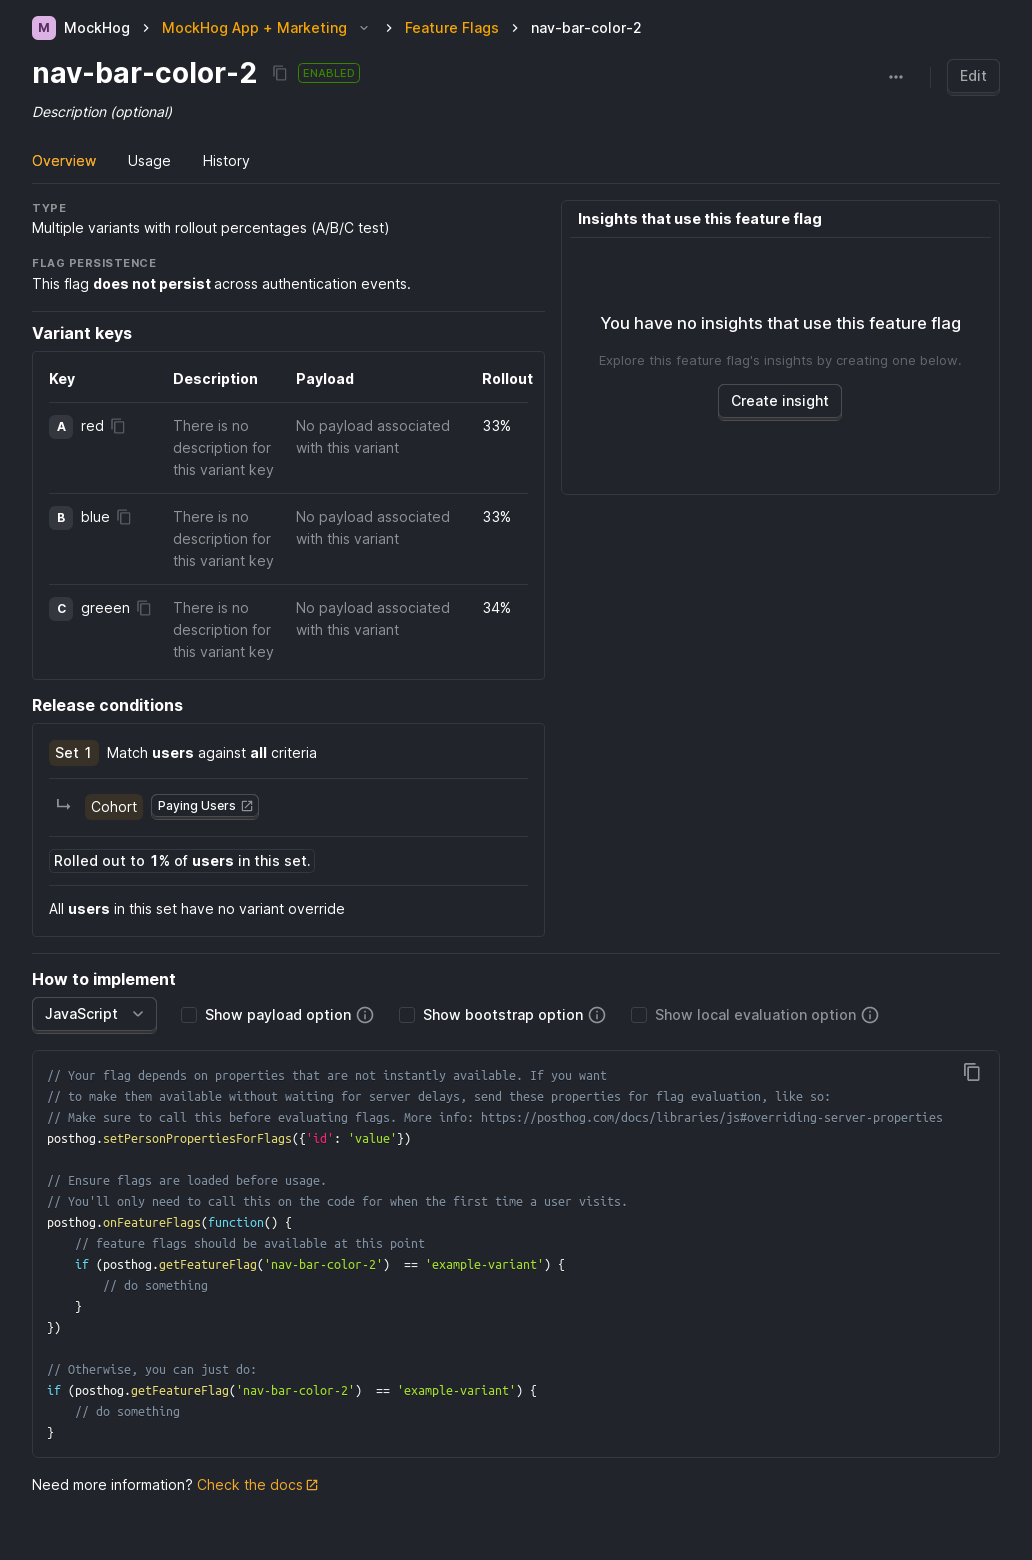 M MockHog > MockHog App + Marketing > Feature Flags > nav-bar-color-2
nav-bar-color-2 ENABLED
Edit
Description (optional)
Overview Usage History
TYPE
Multiple variants with rollout percentages (A/B/C test)
FLAG PERSISTENCE
This flag does not persist across authentication events.
Variant keys
Key Description Payload Rollout
A red There is no No payload associated 33%
description for with this variant
this variant key
B blue There is no No payload associated 33%
description for with this variant
this variant key
C greeen There is no No payload associated 34%
description for with this variant
this variant key
Insights that use this feature flag
You have no insights that use this feature flag
Explore this feature flag's insights by creating one below.
Create insight
Release conditions
Set 1 Match users against all criteria
Cohort Paying Users
Rolled out to 1% of users in this set.
All users in this set have no variant override
How to implement
JavaScript Show payload option Show bootstrap option Show local evaluation option
// Your flag depends on properties that are not instantly available. If you want
// to make them available without waiting for server delays, send these properties for flag evaluation, like so:
// Make sure to call this before evaluating flags. More info: https://posthog.com/docs/libraries/js#overriding-server-properties
posthog.setPersonPropertiesForFlags({'id': 'value'})
// Ensure flags are loaded before usage.
// You'll only need to call this on the code for when the first time a user visits.
posthog.onFeatureFlags(function() {
// feature flags should be available at this point
if (posthog.getFeatureFlag('nav-bar-color-2')  == 'example-variant') {
// do something
}
})
// Otherwise, you can just do:
if (posthog.getFeatureFlag('nav-bar-color-2')  == 'example-variant') {
// do something
}
Need more information? Check the docs